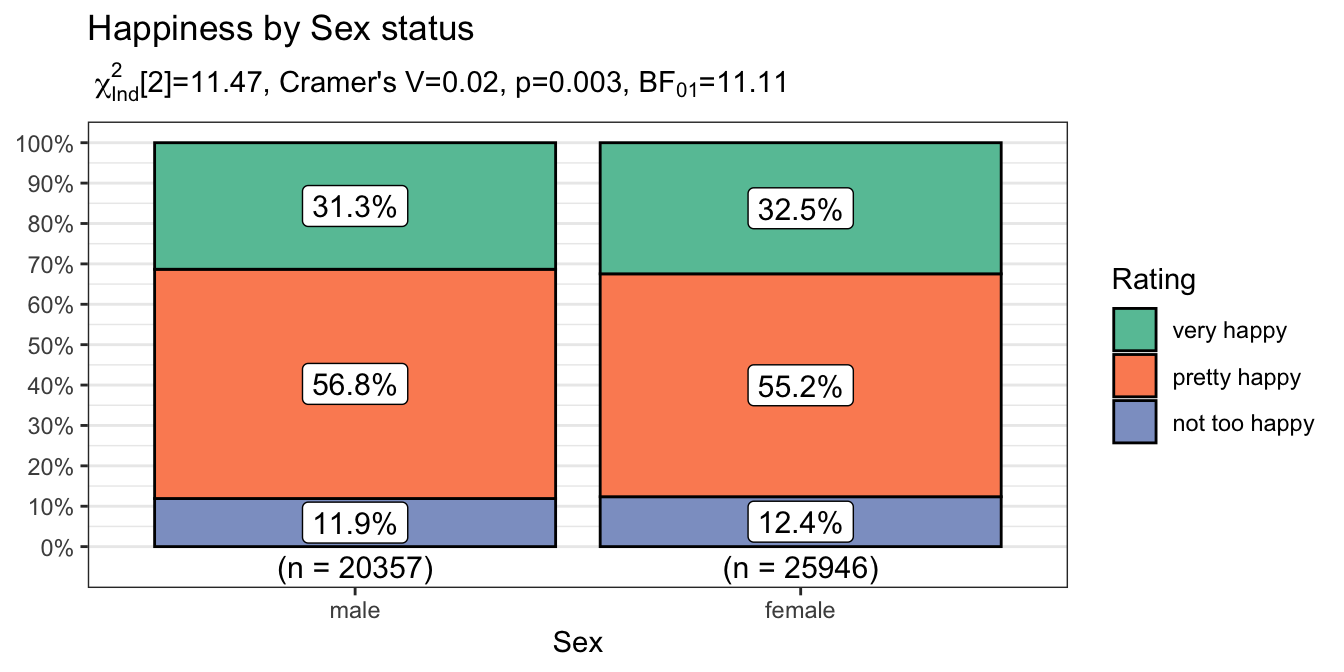 Happiness by Sex status
χ²Ind[2]=11.47, Cramer's V=0.02, p=0.003, BF01=11.11
100%
90%
80%
70%
60%
50%
40%
30%
20%
10%
0%
31.3%
32.5%
56.8%
55.2%
11.9%
12.4%
(n = 20357)
(n = 25946)
male
female
Sex
Rating
very happy
pretty happy
not too happy